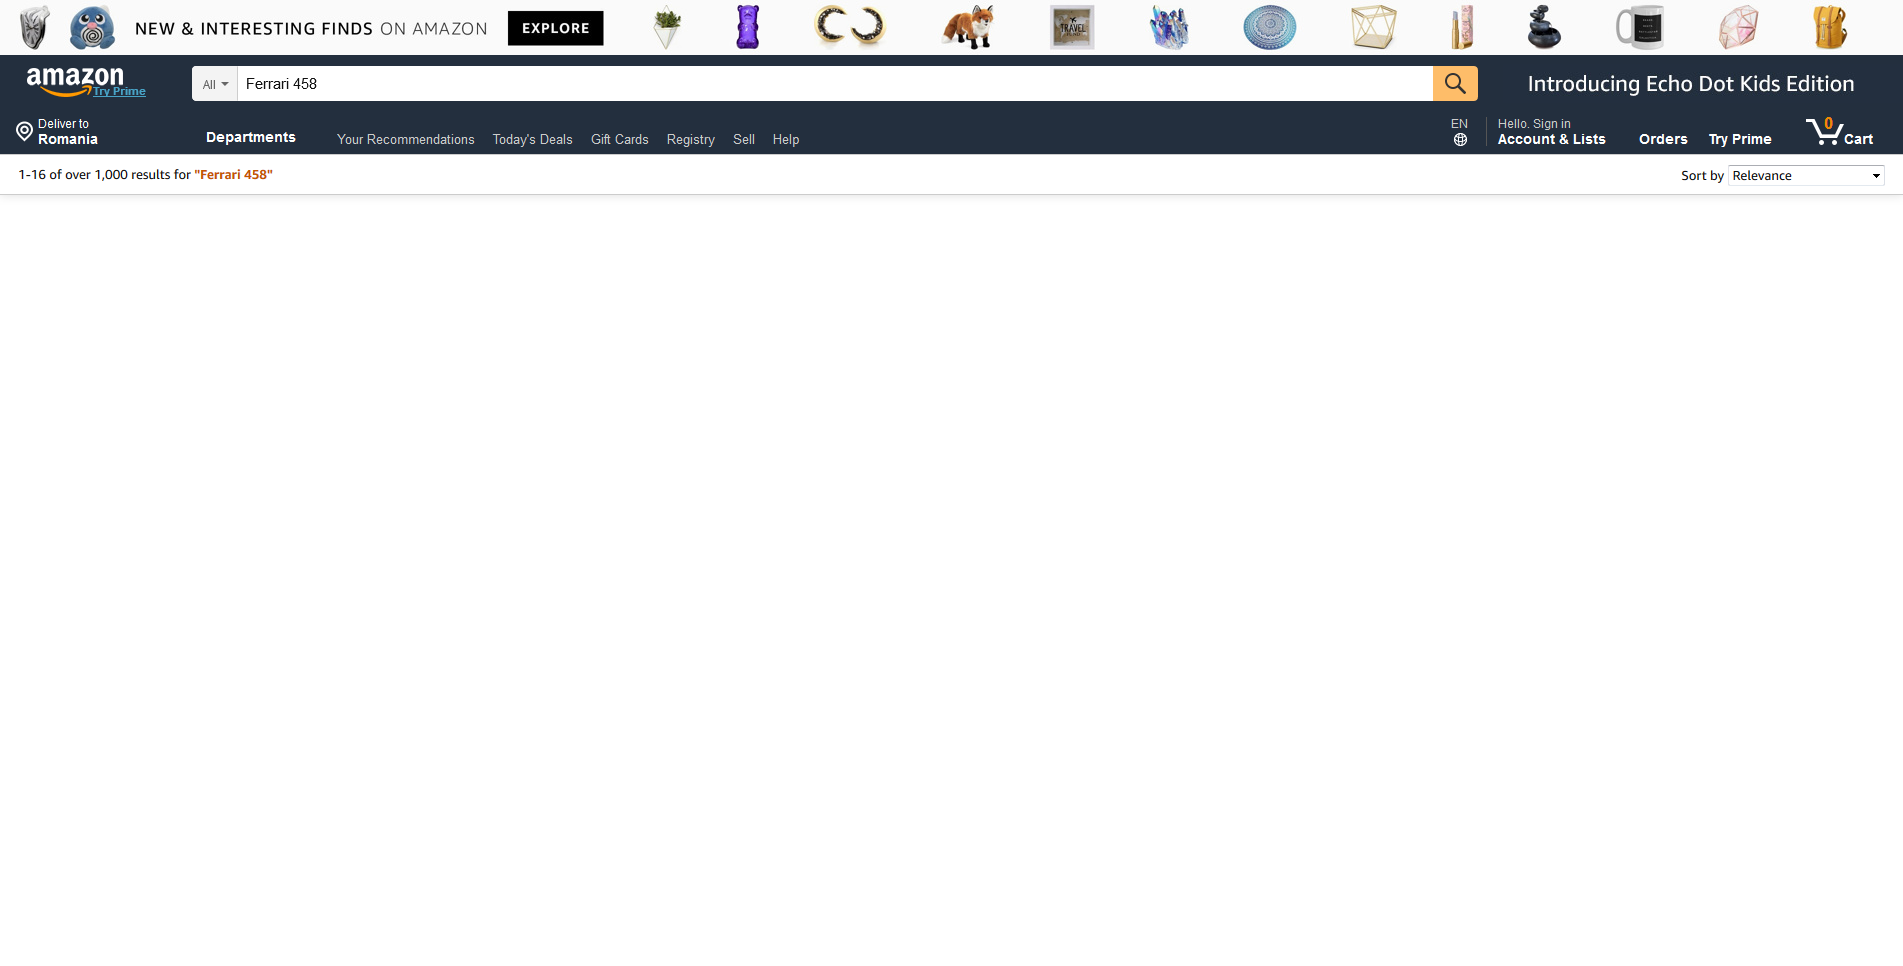 NEW & INTERESTING FINDS ON AMAZON EXPLORE
TRAVEL
amazon
Try Prime
All
Ferrari 458
Introducing Echo Dot Kids Edition
Deliver to
Romania
Departments
Your Recommendations
Today's Deals
Gift Cards
Registry
Sell
Help
EN
Hello. Sign in
Account & Lists
Orders
Try Prime
0
Cart
1-16 of over 1,000 results for "Ferrari 458"
Sort by Relevance